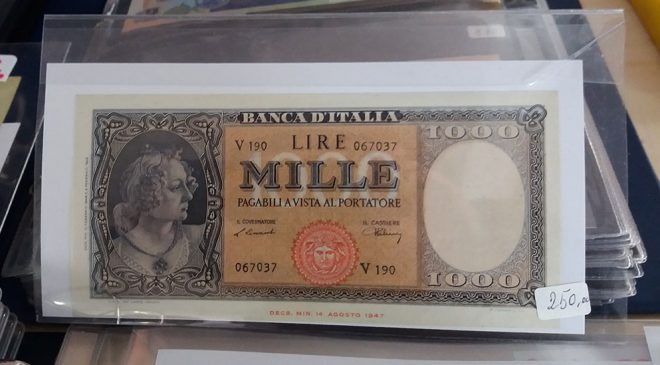 BANCA D'ITALIA
1000
V 190
LIRE
067037
1000
MILLE
PAGABILI A VISTA AL PORTATORE
IL GOVERNATORE
IL CASSIERE
067037
V 190
1000
DECR. MIN. 14 AGOSTO 1947
250,00